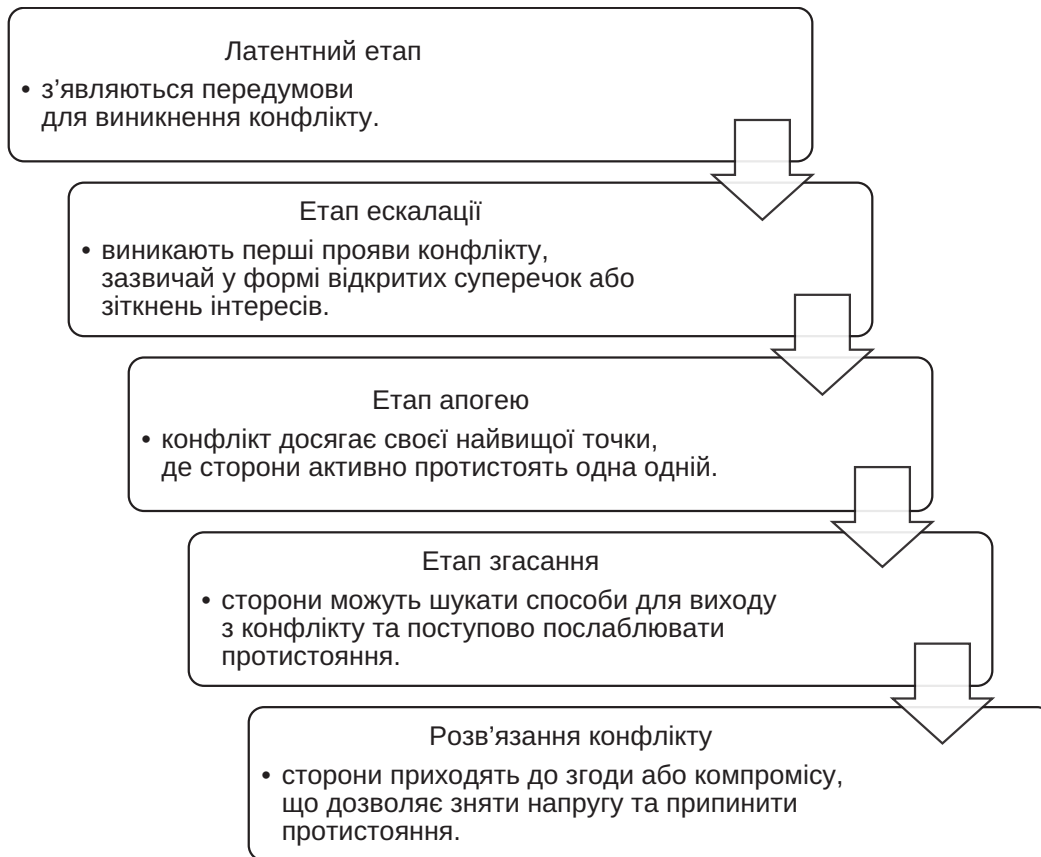 Латентний етап
• з’являються передумови
для виникнення конфлікту.
Етап ескалації
• виникають перші прояви конфлікту,
зазвичай у формі відкритих суперечок або
зіткнень інтересів.
Етап апогею
• конфлікт досягає своєї найвищої точки,
де сторони активно протистоять одна одній.
Етап згасання
• сторони можуть шукати способи для виходу
з конфлікту та поступово послаблювати
протистояння.
Розв’язання конфлікту
• сторони приходять до згоди або компромісу,
що дозволяє зняти напругу та припинити
протистояння.